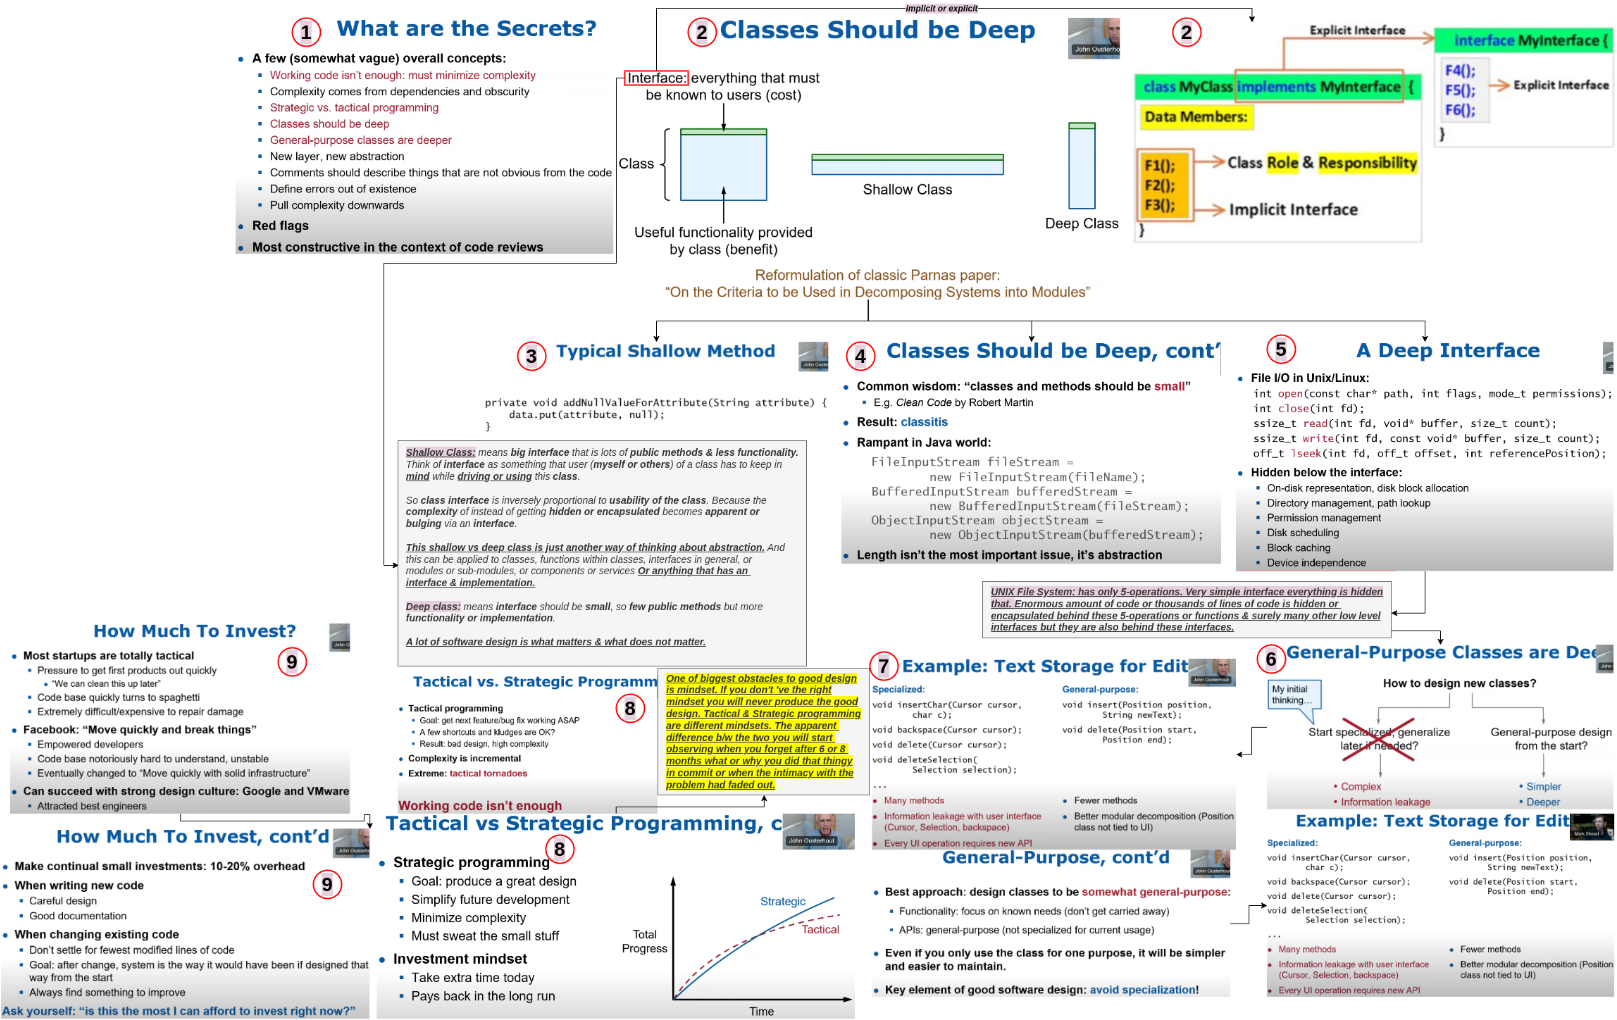 implicit or explicit
1
What are the Secrets?
A few (somewhat vague) overall concepts:
Working code isn't enough: must minimize complexity
Complexity comes from dependencies and obscurity
Strategic vs. tactical programming
Classes should be deep
General-purpose classes are deeper
New layer, new abstraction
Comments should describe things that are not obvious from the code
Define errors out of existence
Pull complexity downwards
Red flags
Most constructive in the context of code reviews
2
Classes Should be Deep
Interface: everything that must
be known to users (cost)
Class
Shallow Class
Deep Class
Useful functionality provided
by class (benefit)
Reformulation of classic Parnas paper:
"On the Criteria to be Used in Decomposing Systems into Modules"
2
Explicit Interface
interface MyInterface {
F4();
F5();
F6();
Explicit Interface
}
class MyClass implements MyInterface {
Data Members:
F1();
F2();
F3();
Class Role & Responsibility
Implicit Interface
}
3
Typical Shallow Method
private void addNullValueForAttribute(String attribute) {
data.put(attribute, null);
}
Shallow Class: means big interface that is lots of public methods & less functionality.
Think of interface as something that user (myself or others) of a class has to keep in
mind while driving or using this class.
So class interface is inversely proportional to usability of the class. Because the
complexity of instead of getting hidden or encapsulated becomes apparent or
bulging via an interface.
This shallow vs deep class is just another way of thinking about abstraction. And
this can be applied to classes, functions within classes, interfaces in general, or
modules or sub-modules, or components or services Or anything that has an
interface & implementation.
Deep class: means interface should be small, so few public methods but more
functionality or implementation.
A lot of software design is what matters & what does not matter.
4
Classes Should be Deep, cont'
Common wisdom: "classes and methods should be small"
E.g. Clean Code by Robert Martin
Result: classitis
Rampant in Java world:
FileInputStream fileStream =
new FileInputStream(fileName);
BufferedInputStream bufferedStream =
new BufferedInputStream(fileStream);
ObjectInputStream objectStream =
new ObjectInputStream(bufferedStream);
Length isn't the most important issue, it's abstraction
5
A Deep Interface
File I/O in Unix/Linux:
int open(const char* path, int flags, mode_t permissions);
int close(int fd);
ssize_t read(int fd, void* buffer, size_t count);
ssize_t write(int fd, const void* buffer, size_t count);
off_t lseek(int fd, off_t offset, int referencePosition);
Hidden below the interface:
On-disk representation, disk block allocation
Directory management, path lookup
Permission management
Disk scheduling
Block caching
Device independence
UNIX File System: has only 5-operations. Very simple interface everything is hidden
that. Enormous amount of code or thousands of lines of code is hidden or
encapsulated behind these 5-operations or functions & surely many other low level
interfaces but they are also behind these interfaces.
6
General-Purpose Classes are Dee
My initial
thinking…
How to design new classes?
Start specialized, generalize
later if needed?
General-purpose design
from the start?
Complex
Information leakage
Simpler
Deeper
7
Example: Text Storage for Edit
Specialized:
void insertChar(Cursor cursor,
char c);
void backspace(Cursor cursor);
void delete(Cursor cursor);
void deleteSelection(
Selection selection);
...
Many methods
Information leakage with user interface
(Cursor, Selection, backspace)
Every UI operation requires new API
General-purpose:
void insert(Position position,
String newText);
void delete(Position start,
Position end);
Fewer methods
Better modular decomposition (Position
class not tied to UI)
General-Purpose, cont'd
Best approach: design classes to be somewhat general-purpose:
Functionality: focus on known needs (don't get carried away)
APIs: general-purpose (not specialized for current usage)
Even if you only use the class for one purpose, it will be simpler
and easier to maintain.
Key element of good software design: avoid specialization!
Example: Text Storage for Edit
Specialized:
void insertChar(Cursor cursor,
char c);
void backspace(Cursor cursor);
void delete(Cursor cursor);
void deleteSelection(
Selection selection);
...
Many methods
Information leakage with user interface
(Cursor, Selection, backspace)
Every UI operation requires new API
General-purpose:
void insert(Position position,
String newText);
void delete(Position start,
Position end);
Fewer methods
Better modular decomposition (Position
class not tied to UI)
Tactical vs. Strategic Programm
8
Tactical programming
Goal: get next feature/bug fix working ASAP
A few shortcuts and kludges are OK?
Result: bad design, high complexity
Complexity is incremental
Extreme: tactical tornadoes
Working code isn't enough
One of biggest obstacles to good design
is mindset. If you don't 've the right
mindset you will never produce the good
design. Tactical & Strategic programming
are different mindsets. The apparent
difference b/w the two you will start
observing when you forget after 6 or 8
months what or why you did that thingy
in commit or when the intimacy with the
problem had faded out.
Tactical vs Strategic Programming, c
8
Strategic programming
Goal: produce a great design
Simplify future development
Minimize complexity
Must sweat the small stuff
Investment mindset
Take extra time today
Pays back in the long run
Total
Progress
Strategic
Tactical
Time
How Much To Invest?
9
Most startups are totally tactical
Pressure to get first products out quickly
"We can clean this up later"
Code base quickly turns to spaghetti
Extremely difficult/expensive to repair damage
Facebook: "Move quickly and break things"
Empowered developers
Code base notoriously hard to understand, unstable
Eventually changed to "Move quickly with solid infrastructure"
Can succeed with strong design culture: Google and VMware
Attracted best engineers
How Much To Invest, cont'd
9
Make continual small investments: 10-20% overhead
When writing new code
Careful design
Good documentation
When changing existing code
Don't settle for fewest modified lines of code
Goal: after change, system is the way it would have been if designed that
way from the start
Always find something to improve
Ask yourself: "is this the most I can afford to invest right now?"